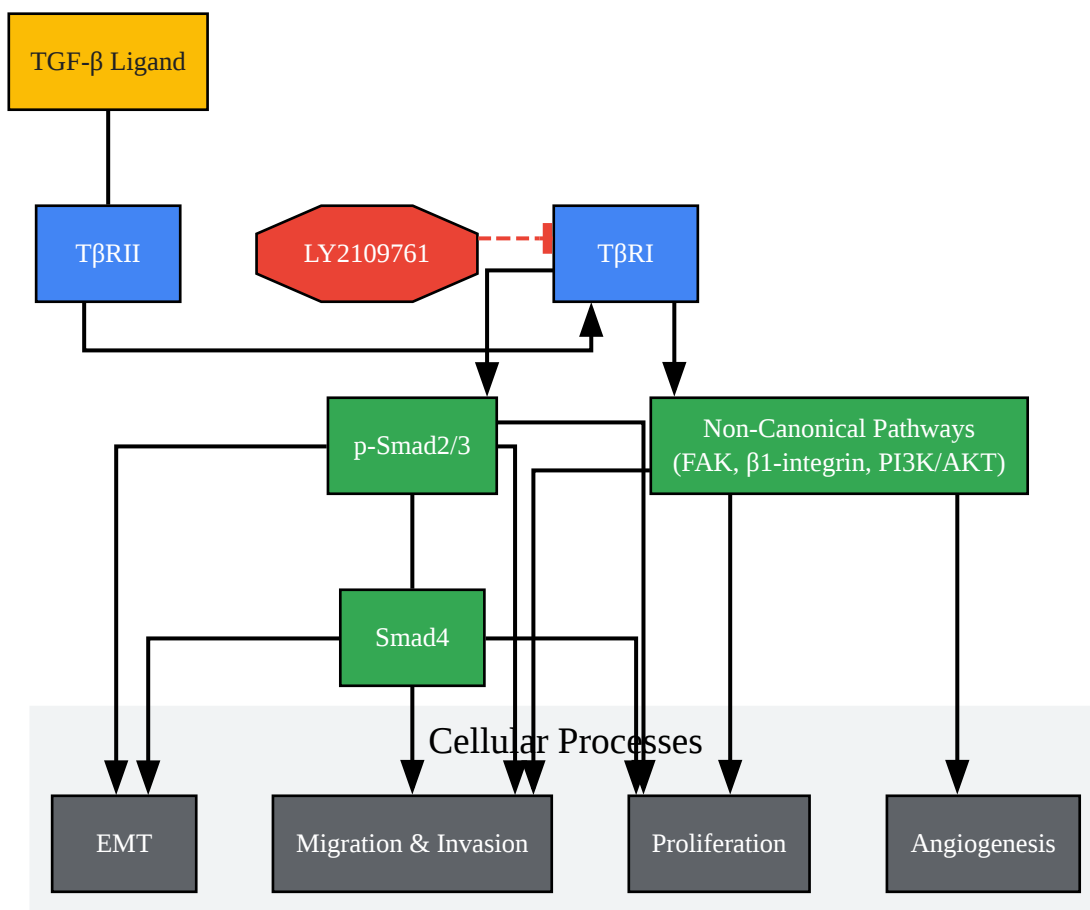 TGF-β Ligand
TβRII
LY2109761
TβRI
p-Smad2/3
Non-Canonical Pathways
(FAK, β1-integrin, PI3K/AKT)
Smad4
Cellular Processes
EMT
Migration & Invasion
Proliferation
Angiogenesis